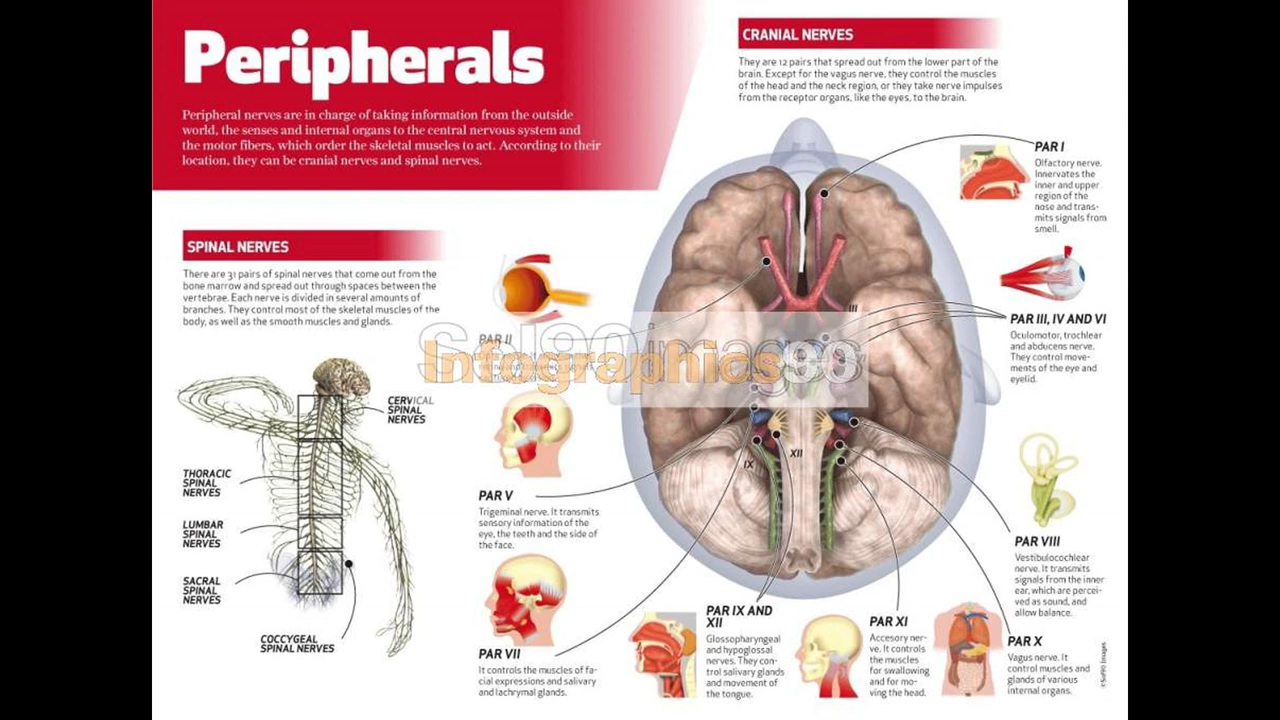 Peripherals
Peripheral nerves are in charge of taking information from the outside
world, the senses and internal organs to the central nervous system and
the motor fibers, which order the skeletal muscles to act. According to their
location, they can be cranial nerves and spinal nerves.
CRANIAL NERVES
They are 12 pairs that spread out from the lower part of the
brain. Except for the vagus nerve, they control the muscles
of the head and the neck region, or they take nerve impulses
from the receptor organs, like the eyes, to the brain.
PAR I
Olfactory nerve.
Innervates the
inner and upper
region of the
nose and trans-
mits signals from
smell.
SPINAL NERVES
There are 31 pairs of spinal nerves that come out from the
bone marrow and spread out through spaces between the
vertebrae. Each nerve is divided in several amounts of
branches. They control most of the skeletal muscles of the
body, as well as the smooth muscles and glands.
CERVICAL
SPINAL
NERVES
THORACIC
SPINAL
NERVES
LUMBAR
SPINAL
NERVES
SACRAL
SPINAL
NERVES
COCCYGEAL
SPINAL NERVES
PAR II
Sol90images
Infographics90
III
PAR III, IV AND VI
Oculomotor, trochlear
and abducens nerve.
They control move-
ments of the eye and
eyelid.
IX
XII
PAR V
Trigeminal nerve. It transmits
sensory information of the
eye, the teeth and the side of
the face.
PAR VII
It controls the muscles of fa-
cial expressions and salivary
and lachrymal glands.
PAR IX AND
XII
Glossopharyngeal
and hypoglossal
nerves. They con-
trol salivary glands
and movement of
the tongue.
PAR XI
Accesory ner-
ve. It controls
the muscles
for swallowing
and for mo-
ving the head.
PAR VIII
Vestibulocochlear
nerve. It transmits
signals from the inner
ear, which are percei-
ved as sound, and
allow balance.
PAR X
Vagus nerve. It
control muscles and
glands of various
internal organs.
©Sol90 Images